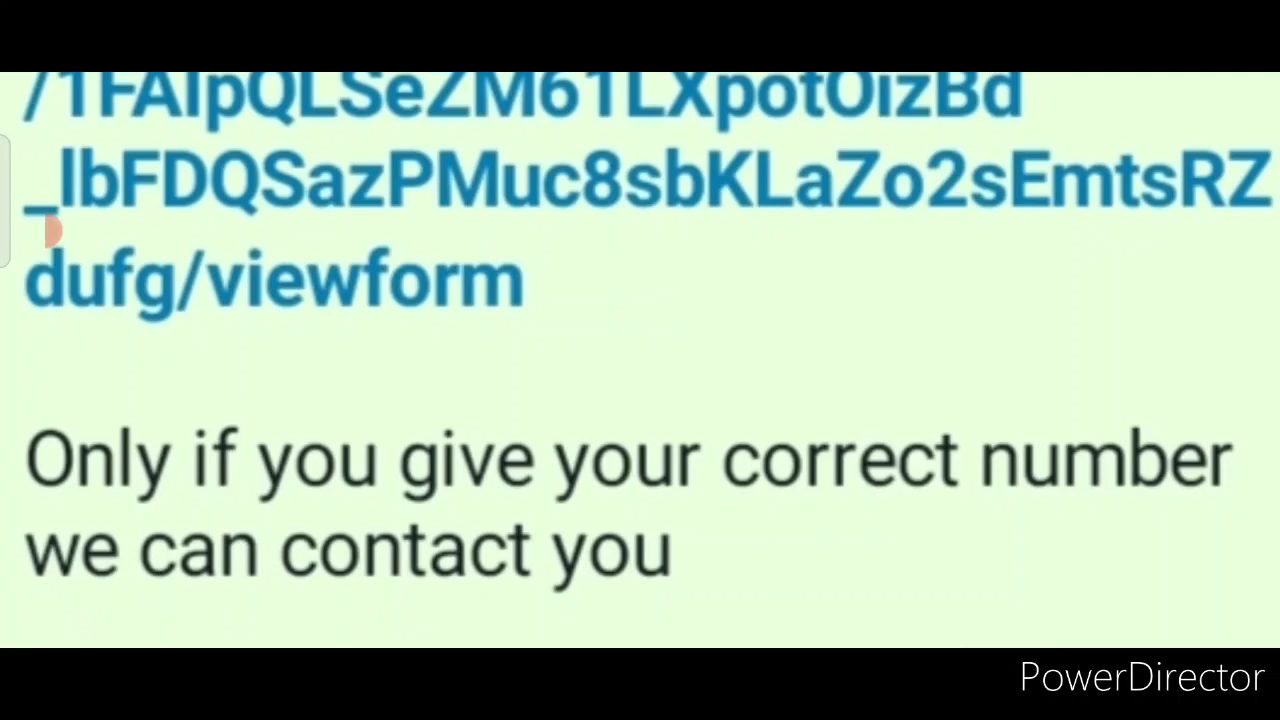 /1FAIpQLSeZM61LXpotOizBd
_lbFDQSazPMuc8sbKLaZo2sEmtsRZ
dufg/viewform
Only if you give your correct number
we can contact you
PowerDirector